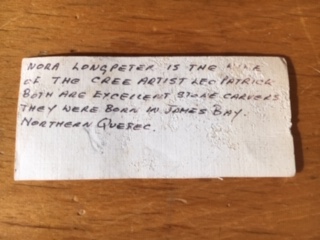 NORA LONGPETER IS THE
OF THE CREE ARTIST LEO PATRICK
BOTH ARE EXCELLENT STONE CARVERS
THEY WERE BORN IN JAMES BAY.
NORTHERN QUEBEC.